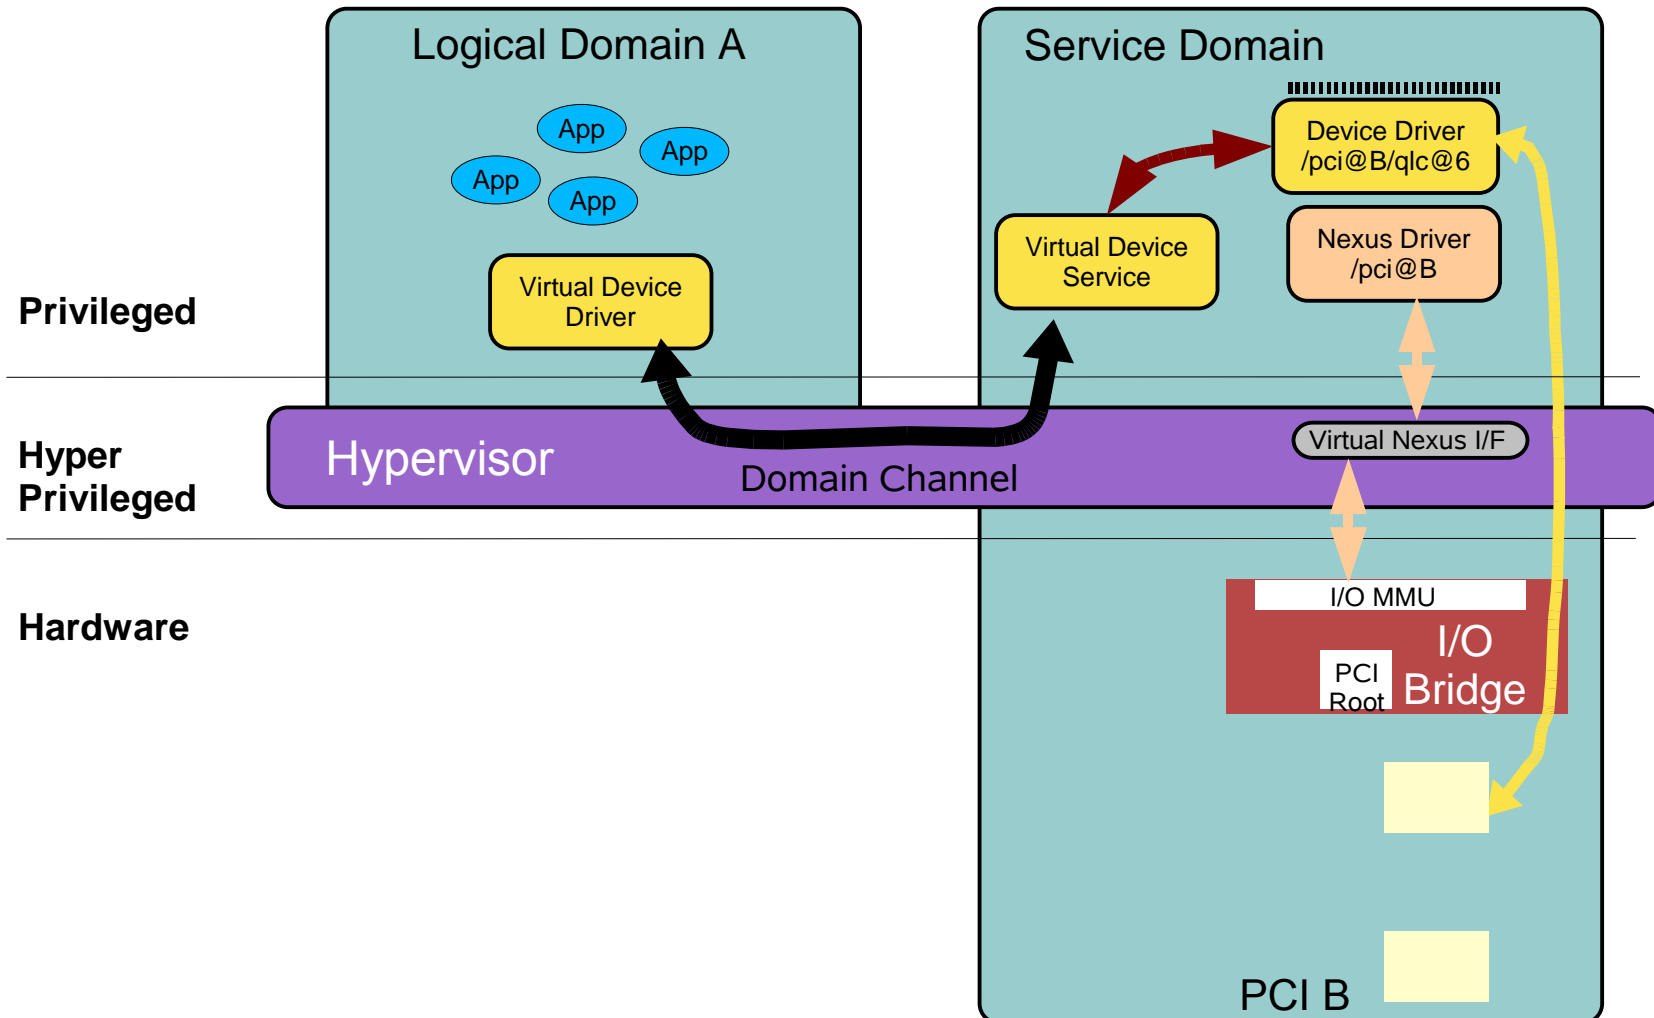 Logical Domain A
Service Domain
App
App
App
App
Device Driver
/pci@B/qlc@6
Virtual Device
Service
Nexus Driver
/pci@B
Virtual Device
Driver
Privileged
Hyper
Privileged
Hypervisor
Domain Channel
Virtual Nexus I/F
Hardware
I/O MMU
I/O
Bridge
PCI
Root
PCI B